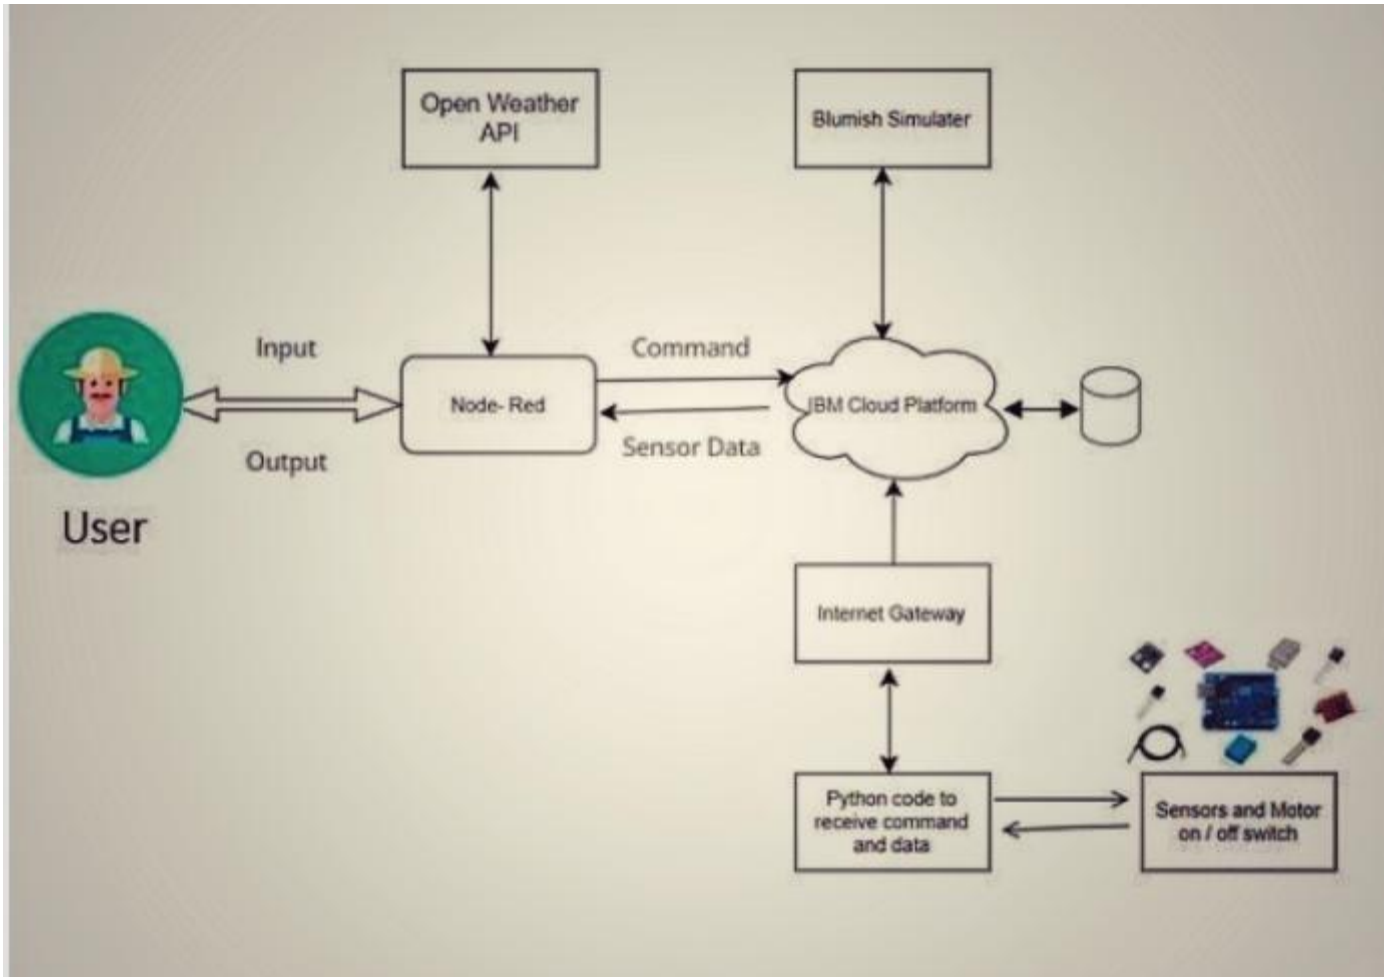 Open Weather
API
Blumish Simulater
Input
Command
Node- Red
IBM Cloud Platform
Output
Sensor Data
User
Internet Gateway
Python code to
receive command
and data
Sensors and Motor
on / off switch